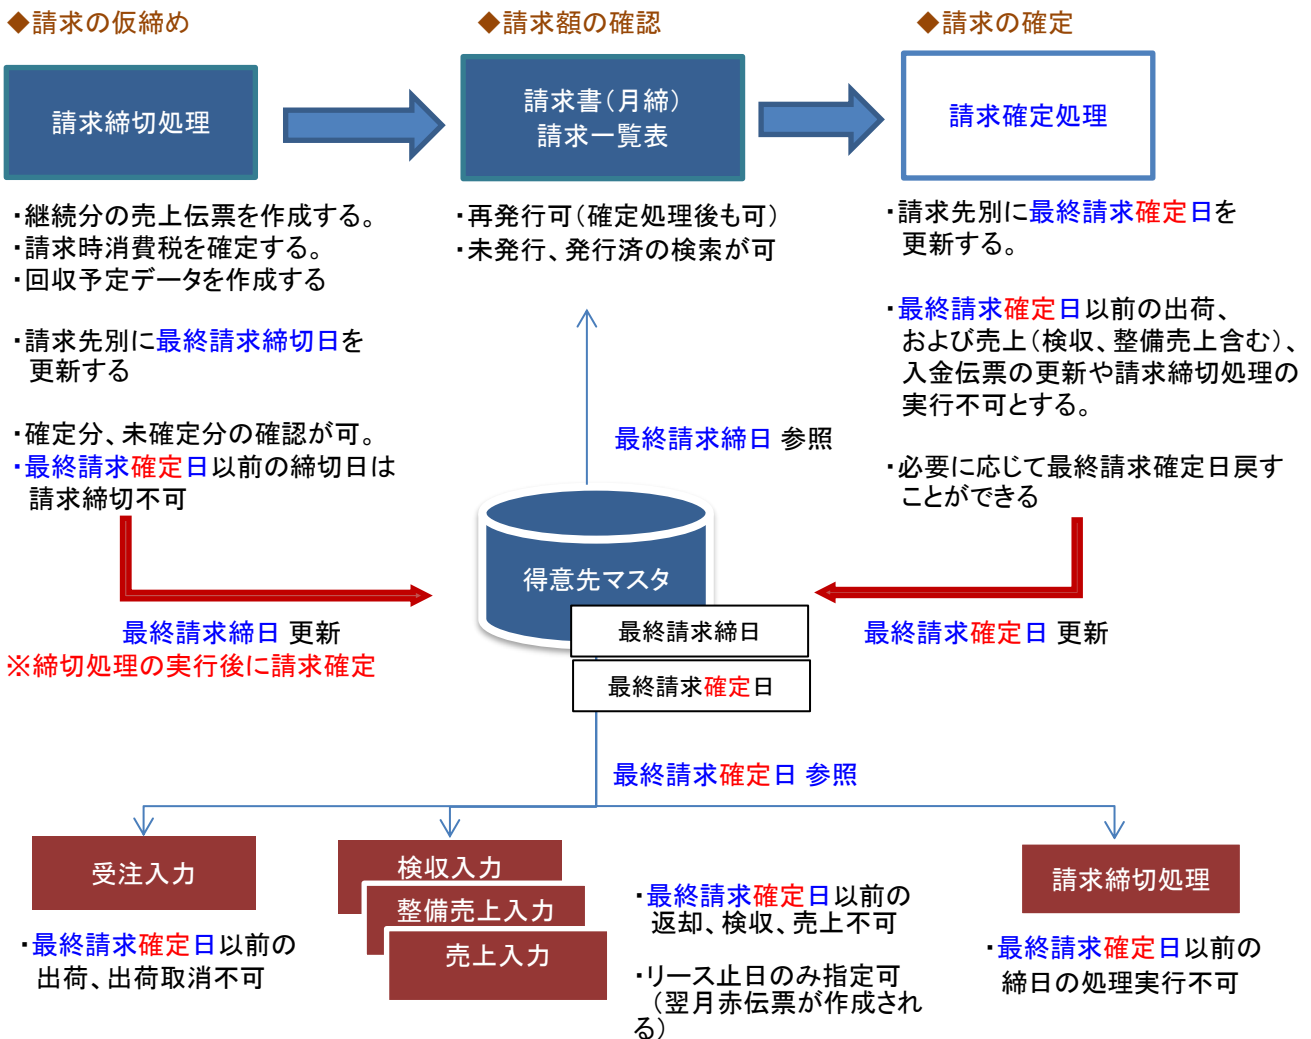 ◆請求の仮締め
◆請求額の確認
◆請求の確定
請求締切処理
請求書（月締）
請求一覧表
請求確定処理
・継続分の売上伝票を作成する。
・請求時消費税を確定する。
・回収予定データを作成する
・請求先別に最終請求締切日を
更新する
・確定分、未確定分の確認が可。
・最終請求確定日以前の締切日は
請求締切不可
・再発行可（確定処理後も可）
・未発行、発行済の検索が可
・請求先別に最終請求確定日を
更新する。
・最終請求確定日以前の出荷、
および売上（検収、整備売上含む）、
入金伝票の更新や請求締切処理の
実行不可とする。
・必要に応じて最終請求確定日戻す
ことができる
最終請求締日 参照
得意先マスタ
最終請求締日
最終請求確定日
最終請求締日 更新
※締切処理の実行後に請求確定
最終請求確定日 更新
最終請求確定日 参照
受注入力
・最終請求確定日以前の
出荷、出荷取消不可
検収入力
整備売上入力
売上入力
・最終請求確定日以前の
返却、検収、売上不可
・リース止日のみ指定可
（翌月赤伝票が作成され
る）
請求締切処理
・最終請求確定日以前の
締日の処理実行不可